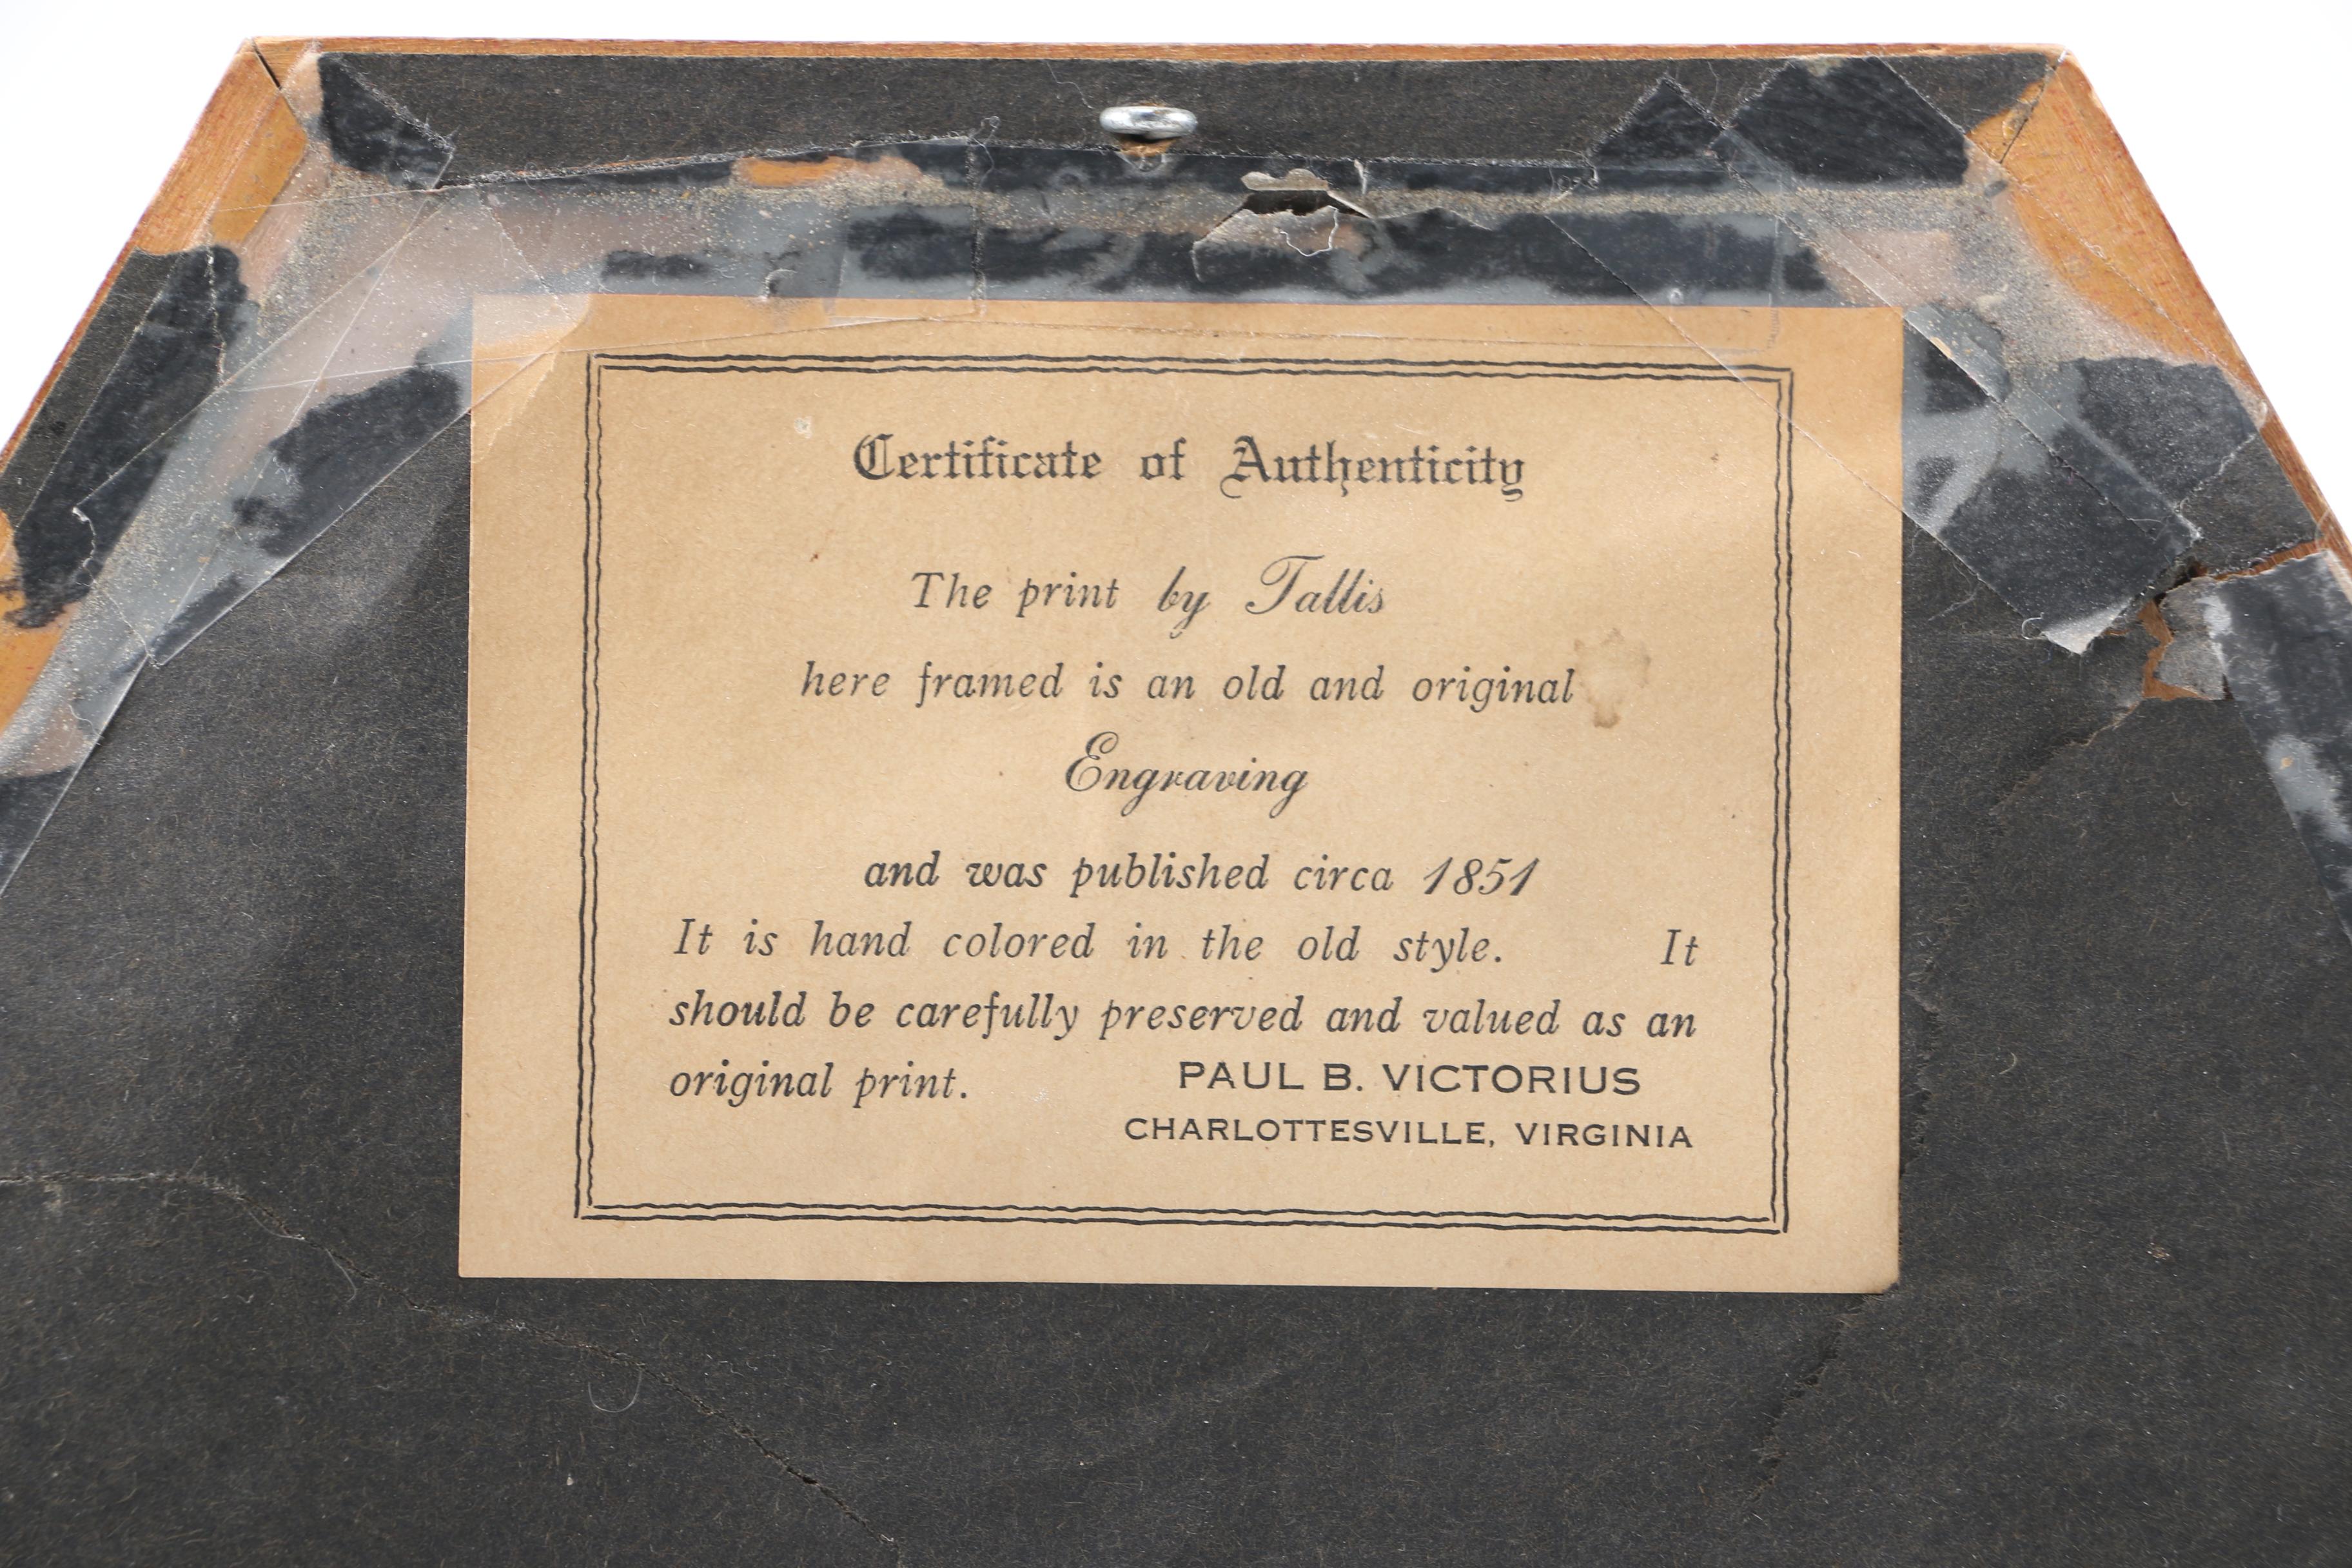 Certificate of Authenticity
The print by Tallis
here framed is an old and original
Engraving
and was published circa 1851
It is hand colored in the old style. It
should be carefully preserved and valued as an
original print. PAUL B. VICTORIUS
CHARLOTTESVILLE, VIRGINIA